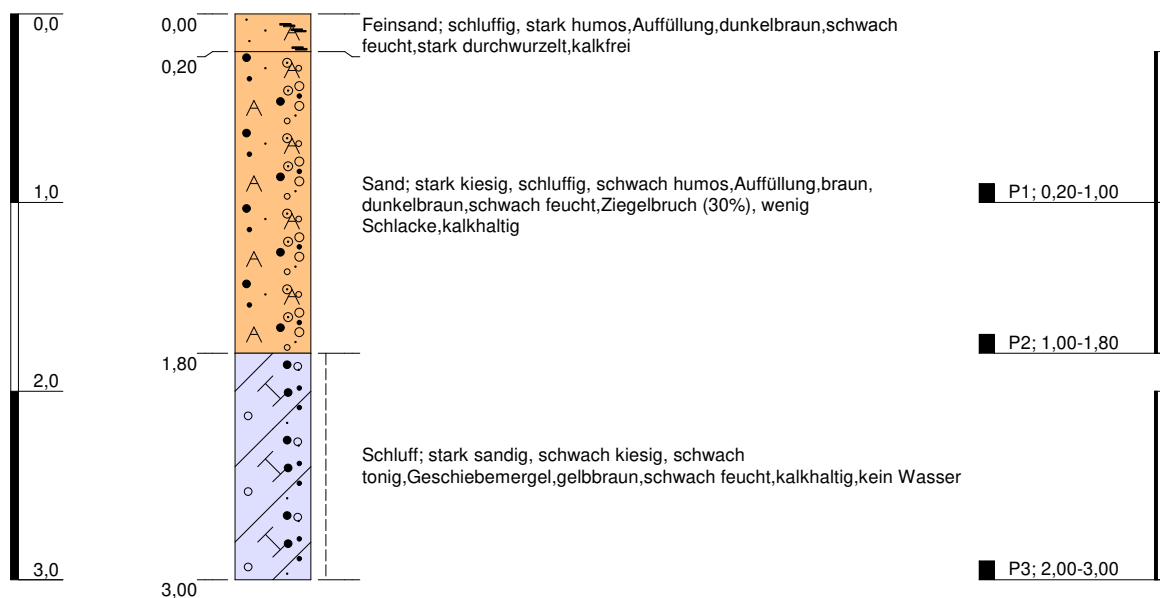 0,0
0,00
Feinsand; schluffig, stark humos,Auffüllung,dunkelbraun,schwach
feucht,stark durchwurzelt,kalkfrei
0,20
1,0
Sand; stark kiesig, schluffig, schwach humos,Auffüllung,braun,
dunkelbraun,schwach feucht,Ziegelbruch (30%), wenig
Schlacke,kalkhaltig
P1; 0,20-1,00
P2; 1,00-1,80
1,80
2,0
Schluff; stark sandig, schwach kiesig, schwach
tonig,Geschiebemergel,gelbbraun,schwach feucht,kalkhaltig,kein Wasser
P3; 2,00-3,00
3,0
3,00